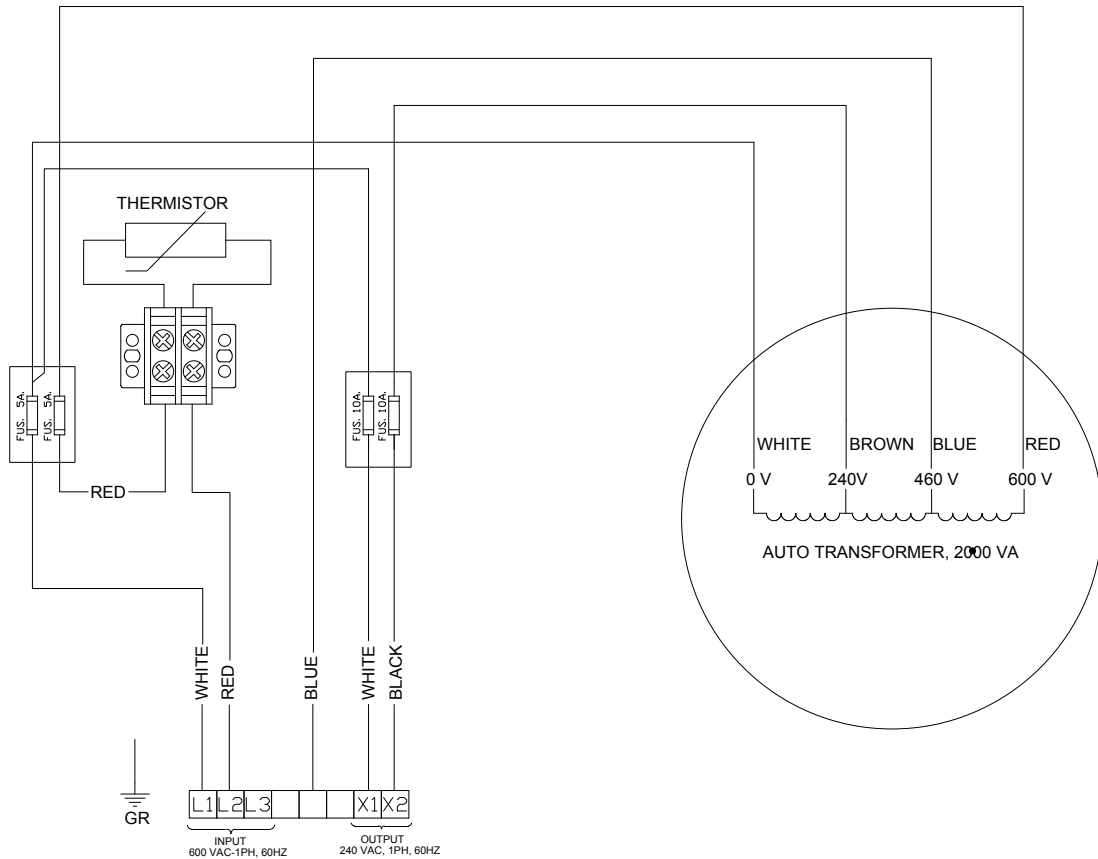 THERMISTOR
FUS. 5A.
FUS. 5A.
FUS. 10A.
FUS. 10A.
WHITE BROWN BLUE RED
0 V 240V 460 V 600 V
AUTO TRANSFORMER, 2000 VA
RED
WHITE
RED
BLUE
WHITE
BLACK
GR
L1 L2 L3 X1 X2
INPUT
600 VAC-1PH, 60HZ
OUTPUT
240 VAC, 1PH, 60HZ